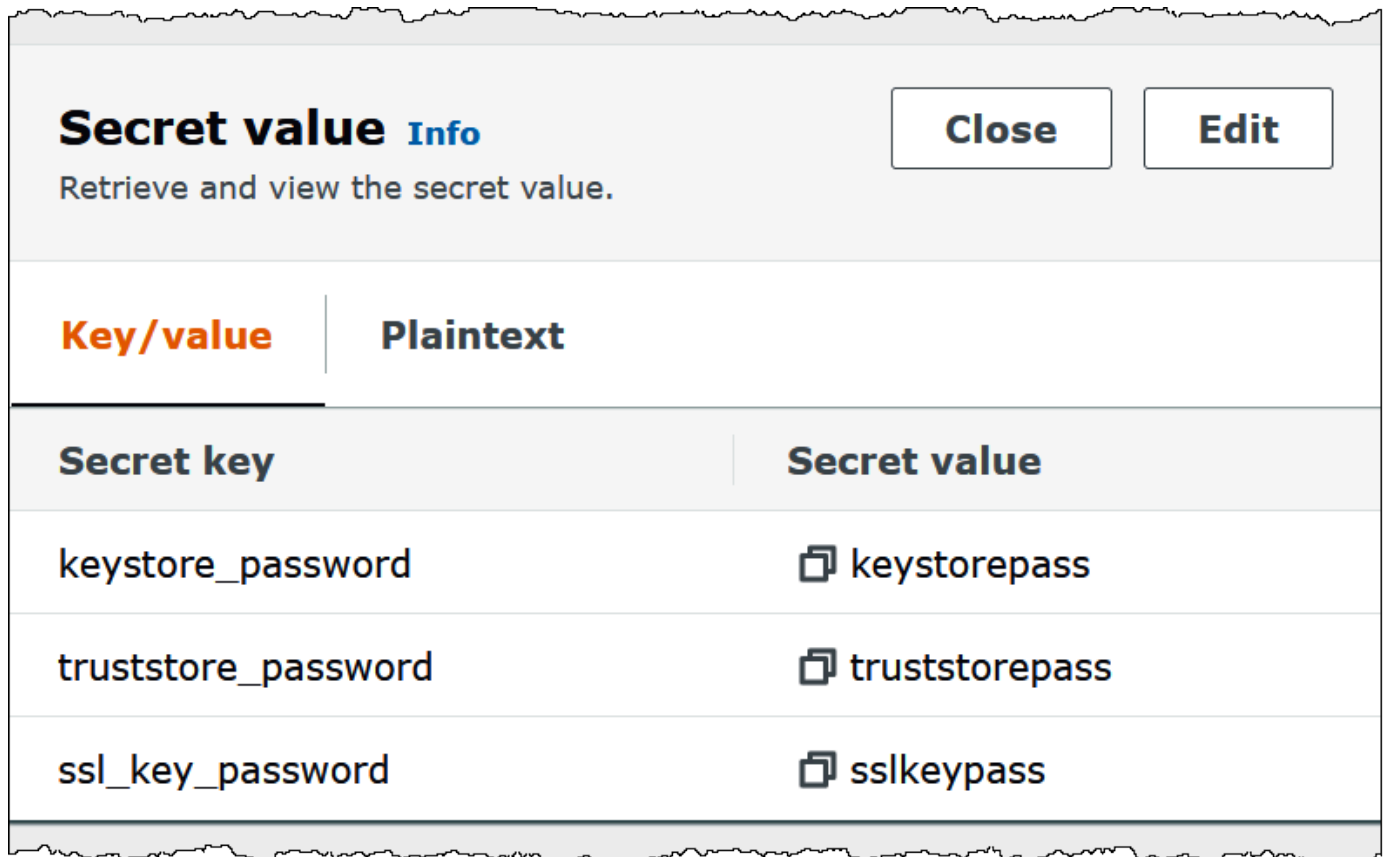 Secret value Info
Close
Edit
Retrieve and view the secret value.
Key/value
Plaintext
Secret key
Secret value
keystore_password
keystorepass
truststore_password
truststorepass
ssl_key_password
sslkeypass